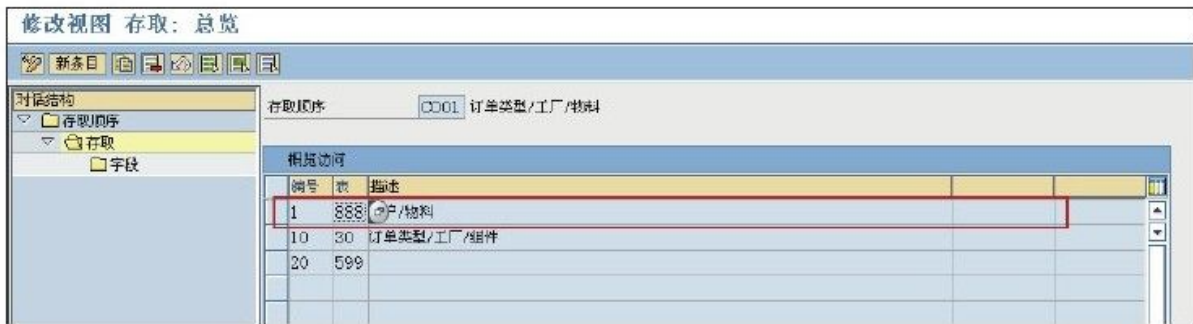 修改视图 存取: 总览
新条目
对话结构
存取顺序
存取
字段
存取顺序 CO01 订单类型/工厂/物料
概览访问
编号 表 描述
1 888 户/物料
10 30 订单类型/工厂/组件
20 599